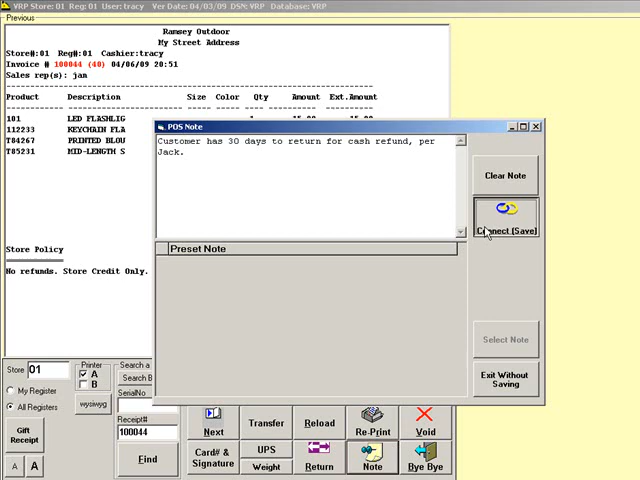 VRP Store: 01 Reg: 01 User: tracy Ver Date: 04/03/09 DSN: VRP Database: VRP
Previous
Ramsey Outdoor
My Street Address
Store#:01 Reg#:01 Cashier:tracy
Invoice # 100044 (40) 04/06/09 20:51
Sales rep(s): jan
Product Description Size Color Qty Amount Ext.Amount
101 LED FLASHLIG
112233 KEYCHAIN FLA
T84267 PRINTED BLOU
T85231 MID-LENGTH S
Store Policy
No refunds. Store Credit Only.
POS Note
Customer has 30 days to return for cash refund, per
Jack.
Clear Note
Connect (Save)
Preset Note
Select Note
Exit Without
Saving
Store 01
Printer
A
B
My Register
All Registers
wysiwyg
Gift
Receipt
A A
Search a
Search B
SerialNo
Receipt#
100044
Find
Next
Transfer
Reload
Re-Print
Void
Card# &
Signature
UPS
Weight
Return
Note
Bye Bye